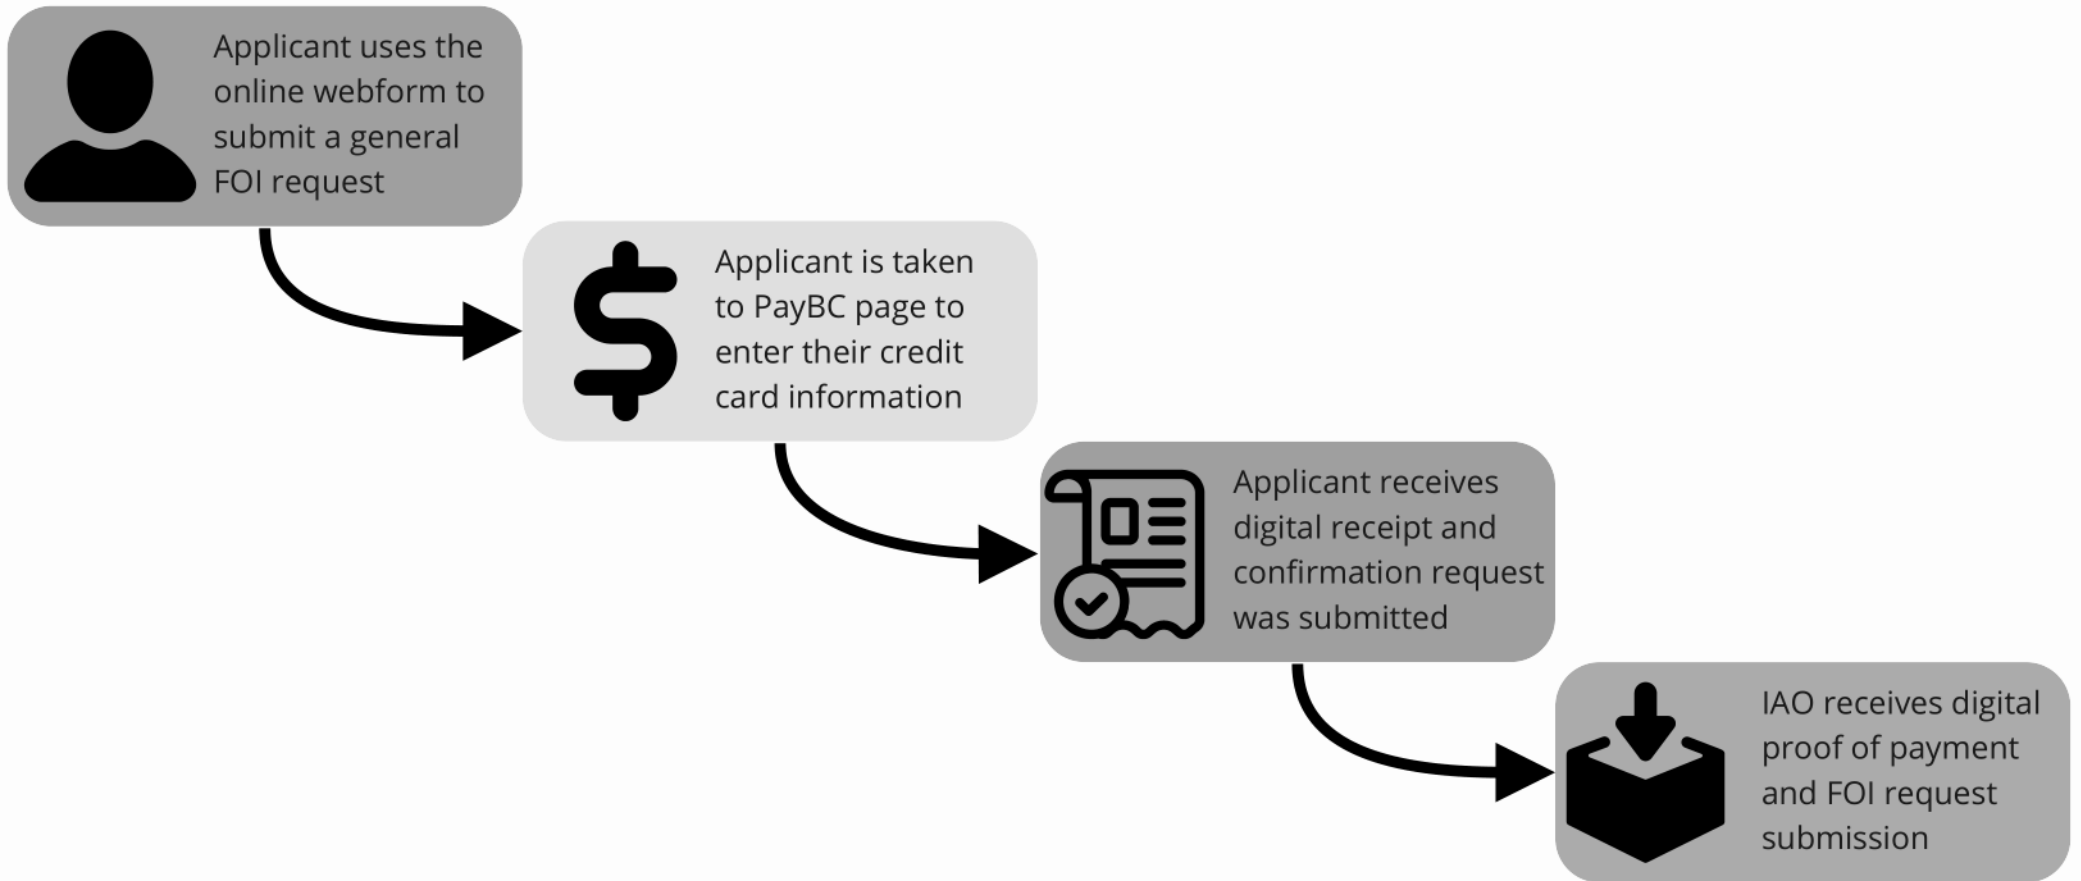 Applicant uses the
online webform to
submit a general
FOI request
Applicant is taken
to PayBC page to
enter their credit
card information
Applicant receives
digital receipt and
confirmation request
was submitted
IAO receives digital
proof of payment
and FOI request
submission